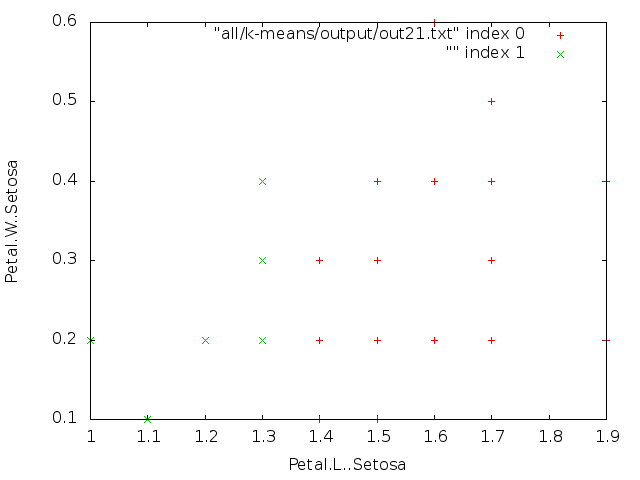 0.6
"all/k-means/output/out21.txt" index 0
"" index 1
0.5
0.4
0.3
0.2
0.1
Petal.W..Setosa
1 1.1 1.2 1.3 1.4 1.5 1.6 1.7 1.8 1.9
Petal.L..Setosa